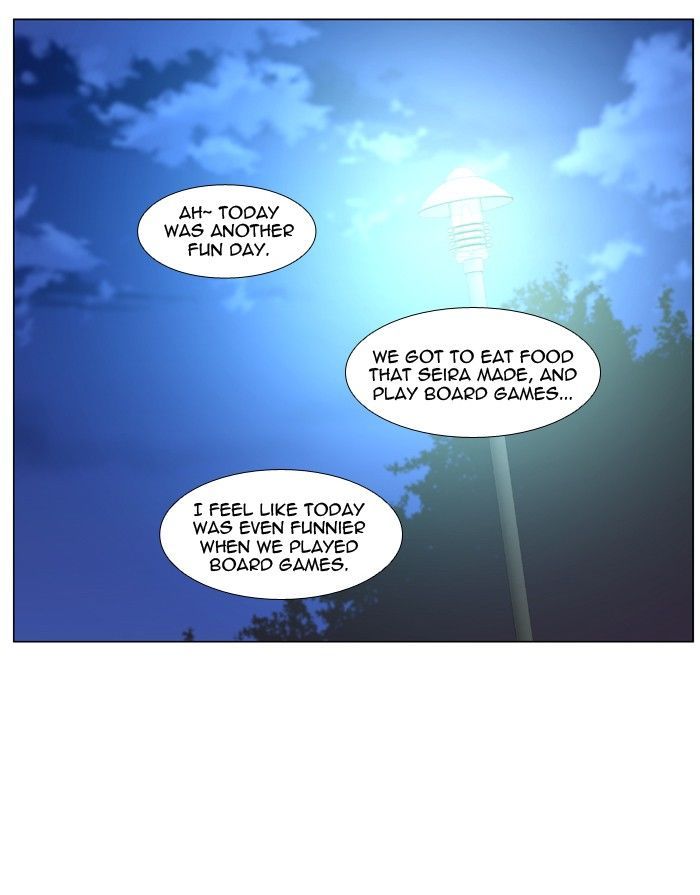 AH~ TODAY
WAS ANOTHER
FUN DAY.
WE GOT TO EAT FOOD
THAT SEIRA MADE, AND
PLAY BOARD GAMES...
I FEEL LIKE TODAY
WAS EVEN FUNNIER
WHEN WE PLAYED
BOARD GAMES.